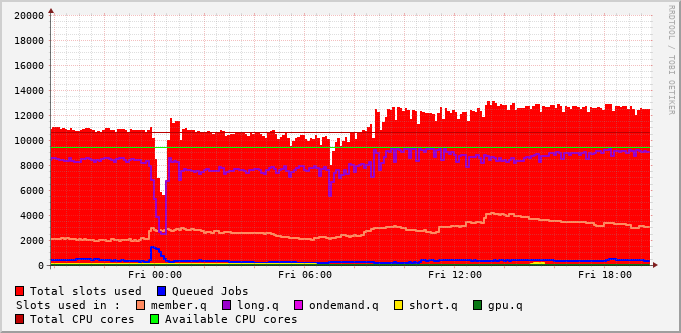 RRDTOOL / TOBI OETIKER
20000
18000
16000
14000
12000
10000
8000
6000
4000
2000
0
Fri 00:00 Fri 06:00 Fri 12:00 Fri 18:00
Total slots used Queued Jobs
Slots used in : member.q long.q ondemand.q short.q gpu.q
Total CPU cores Available CPU cores